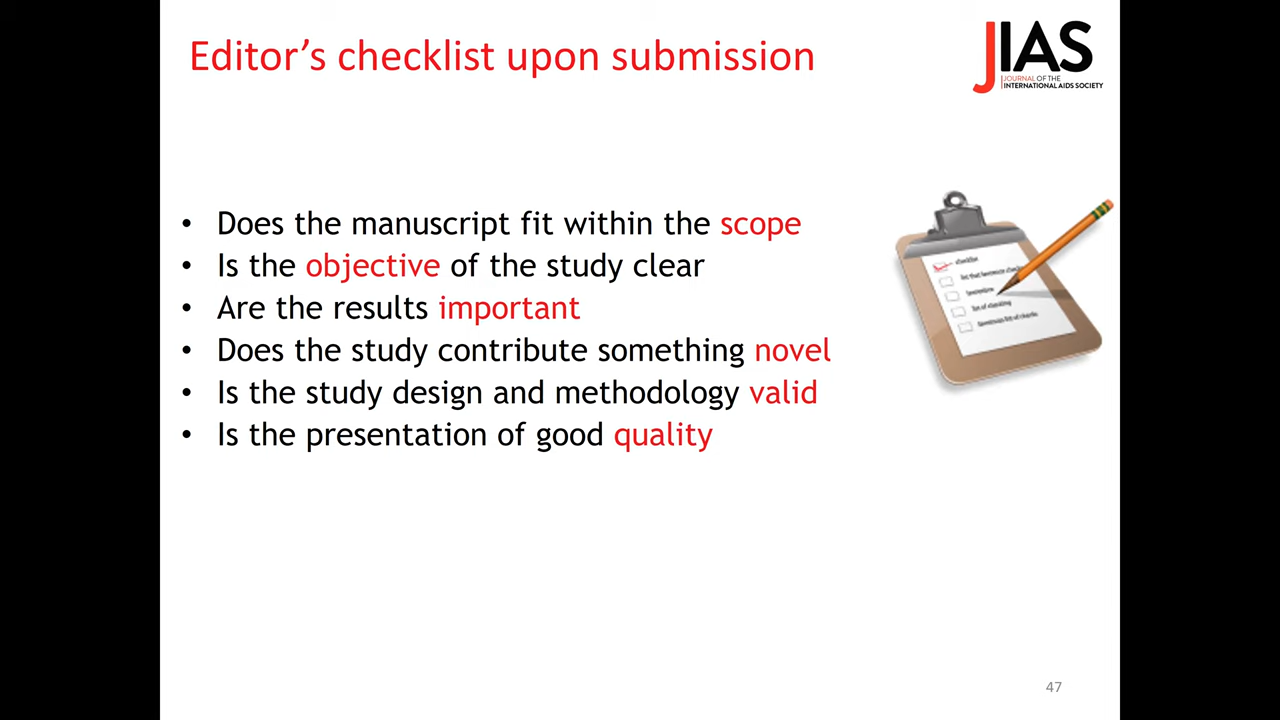 Editor’s checklist upon submission
JIAS
JOURNAL OF THE
INTERNATIONAL AIDS SOCIETY
• Does the manuscript fit within the scope
• Is the objective of the study clear
• Are the results important
• Does the study contribute something novel
• Is the study design and methodology valid
• Is the presentation of good quality
checklist
47